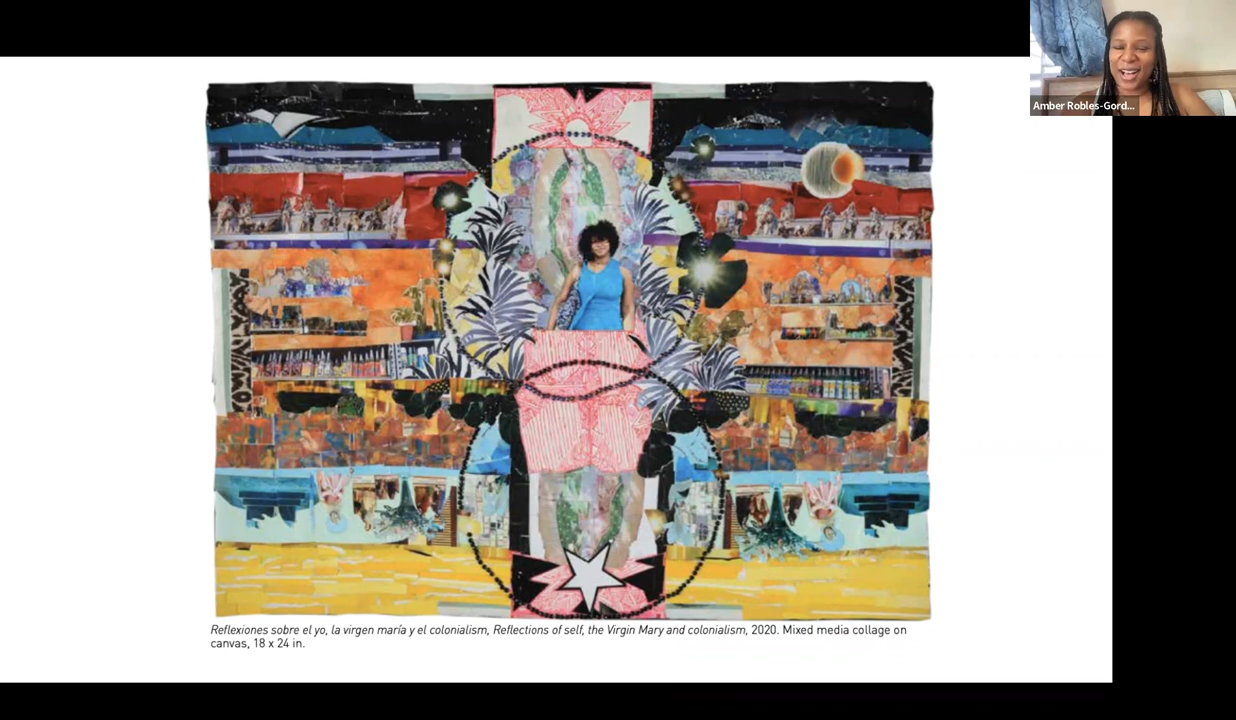 Amber Robles-Gord...
Reflexiones sobre el yo, la virgen maría y el colonialism, Reflections of self, the Virgin Mary and colonialism, 2020. Mixed media collage on
canvas, 18 x 24 in.